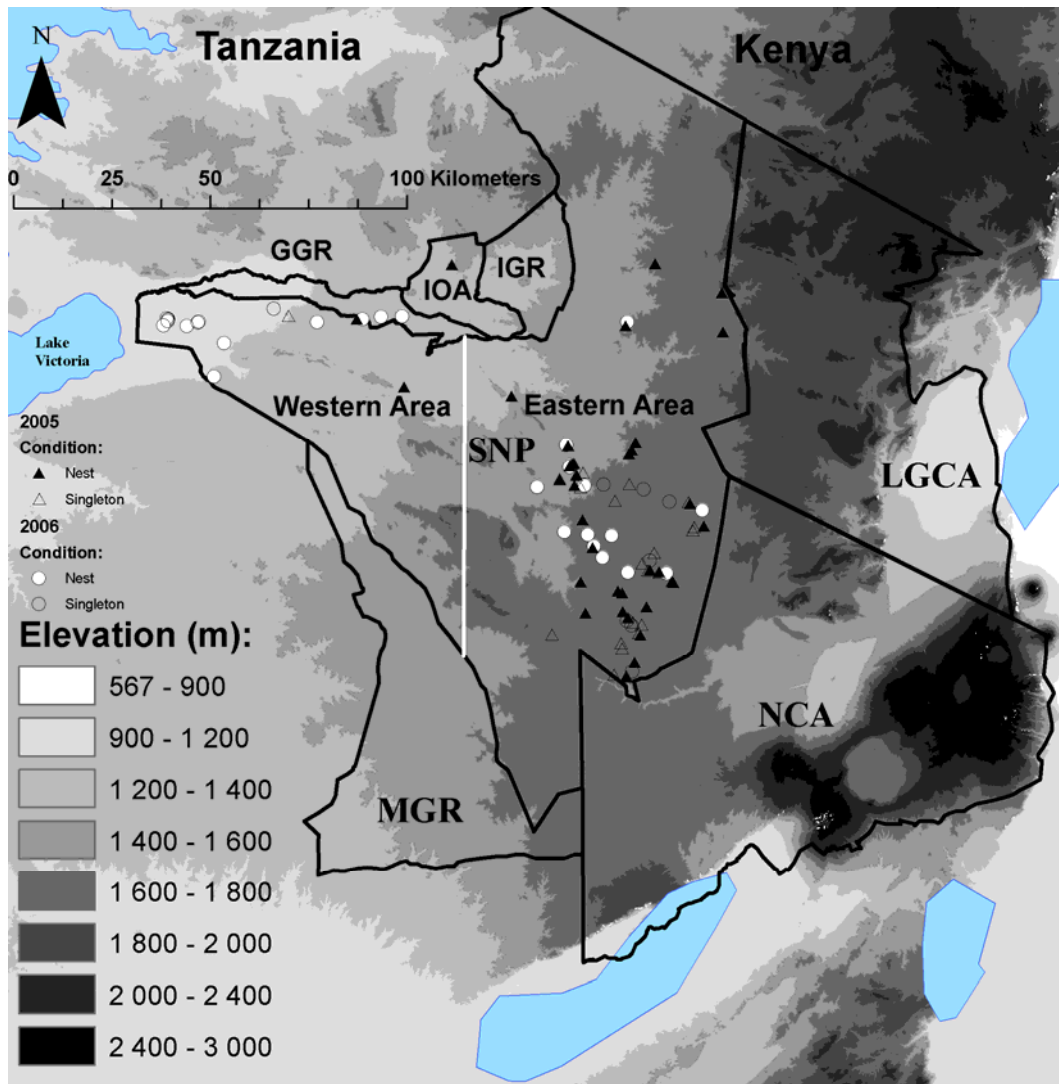 Tanzania
Kenya
N
0 25 50 100 Kilometers
GGR
IGR
IOA
Lake
Victoria
Western Area
Eastern Area
SNP
LGCA
2005
Condition:
Nest
Singleton
2006
Condition:
Nest
Singleton
Elevation (m):
567 - 900
900 - 1 200
1 200 - 1 400
1 400 - 1 600
1 600 - 1 800
1 800 - 2 000
2 000 - 2 400
2 400 - 3 000
NCA
MGR